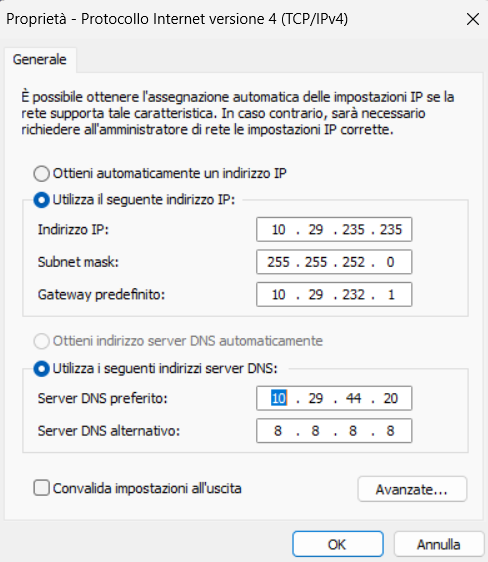 Proprietà - Protocollo Internet versione 4 (TCP/IPv4)
Generale
È possibile ottenere l'assegnazione automatica delle impostazioni IP se la
rete supporta tale caratteristica. In caso contrario, sarà necessario
richiedere all'amministratore di rete le impostazioni IP corrette.
Ottieni automaticamente un indirizzo IP
Utilizza il seguente indirizzo IP:
Indirizzo IP: 10 . 29 . 235 . 235
Subnet mask: 255 . 255 . 252 . 0
Gateway predefinito: 10 . 29 . 232 . 1
Ottieni indirizzo server DNS automaticamente
Utilizza i seguenti indirizzi server DNS:
Server DNS preferito: 10 . 29 . 44 . 20
Server DNS alternativo: 8 . 8 . 8 . 8
Convalida impostazioni all'uscita
Avanzate...
OK Annulla